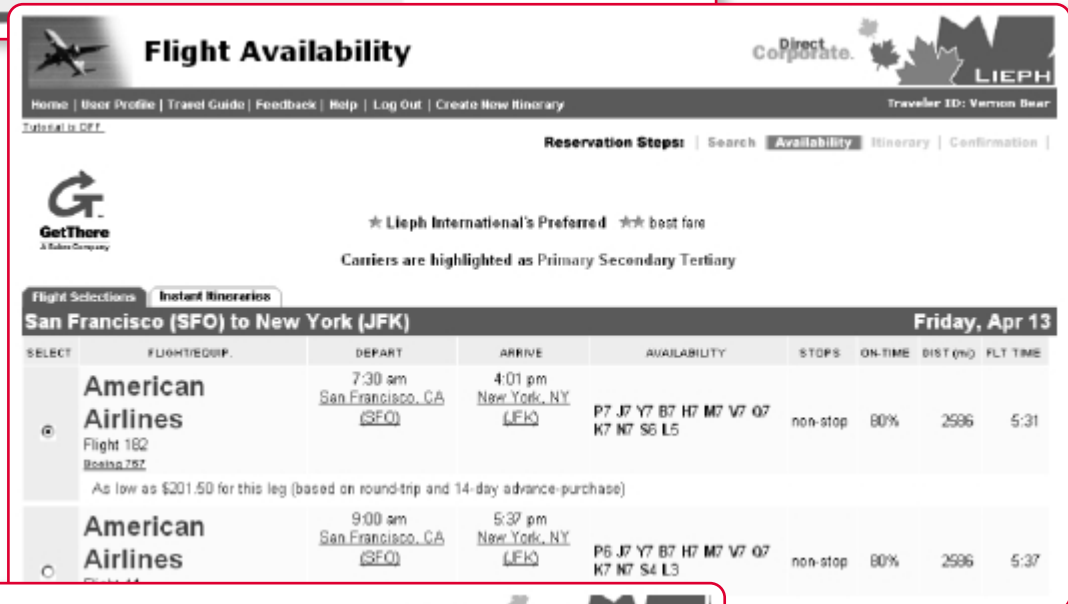 Flight Availability
Direct
Corporate.
LIEPH
Home | User Profile | Travel Guide | Feedback | Help | Log Out | Create New Itinerary
Traveler ID: Vernon Bear
Tutorial is OFF.
Reservation Steps: | Search Availability Itinerary | Confirmation |
GetThere
A Sabre Company
★ Lieph International's Preferred ★★ best fare
Carriers are highlighted as Primary Secondary Tertiary
Flight Selections Instant Itineraries
San Francisco (SFO) to New York (JFK) Friday, Apr 13
SELECT FLIGHT/EQUIP. DEPART ARRIVE AVAILABILITY STOPS ON-TIME DIST (mi) FLT TIME
American Airlines
Flight 182
Boeing 767
7:30 am
San Francisco, CA
(SFO)
4:01 pm
New York, NY
(JFK)
P7 J7 Y7 B7 H7 M7 V7 Q7
K7 N7 S6 L5
non-stop 80% 2586 5:31
As low as $201.50 for this leg (based on round-trip and 14-day advance-purchase)
American Airlines
9:00 am
San Francisco, CA
(SFO)
5:37 pm
New York, NY
(JFK)
P6 J7 Y7 B7 H7 M7 V7 Q7
K7 N7 S4 L3
non-stop 80% 2586 5:37